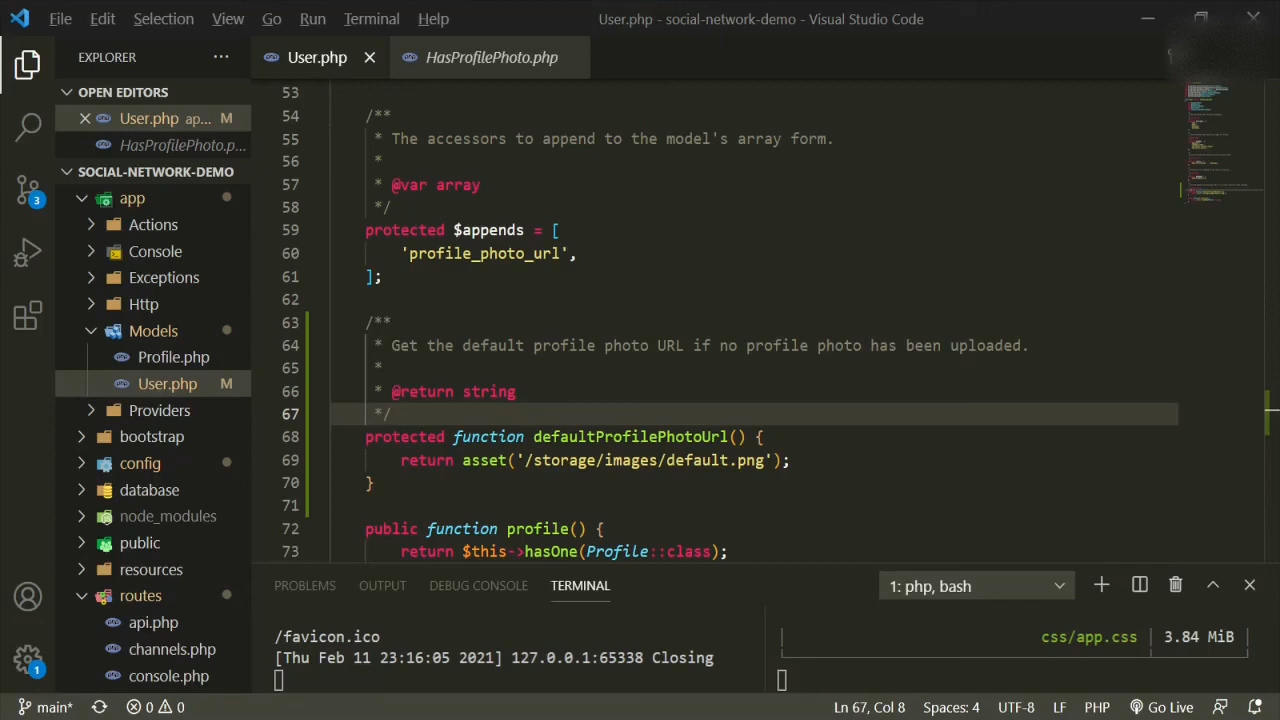 File Edit Selection View Go Run Terminal Help
User.php - social-network-demo - Visual Studio Code
EXPLORER ...
User.php
HasProfilePhoto.php
OPEN EDITORS
User.php ap... M
HasProfilePhoto.p...
SOCIAL-NETWORK-DEMO
app
Actions
Console
Exceptions
Http
Models
Profile.php
User.php M
Providers
bootstrap
config
database
node_modules
public
resources
routes
api.php
channels.php
console.php
3
1
53
54 /**
55 * The accessors to append to the model's array form.
56 *
57 * @var array
58 */
59 protected $appends = [
60 'profile_photo_url',
61 ];
62
63 /**
64 * Get the default profile photo URL if no profile photo has been uploaded.
65 *
66 * @return string
67 */
68 protected function defaultProfilePhotoUrl() {
69 return asset('/storage/images/default.png');
70 }
71
72 public function profile() {
73 return $this->hasOne(Profile::class);
PROBLEMS OUTPUT DEBUG CONSOLE TERMINAL
1: php, bash
/favicon.ico
[Thu Feb 11 23:16:05 2021] 127.0.0.1:65338 Closing
css/app.css | 3.84 MiB
main* 0 0
Ln 67, Col 8 Spaces: 4 UTF-8 LF PHP Go Live